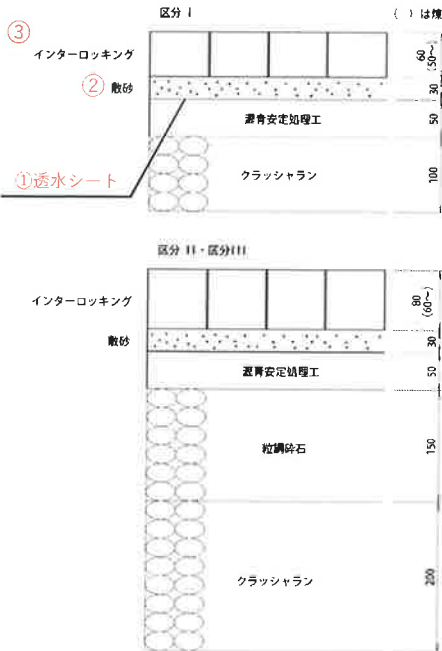 区分 I
( ) は煉
③
インターロッキング
60
(50〜)
② 敷砂
30
瀝青安定処理工
50
①透水シート
クラッシャラン
100
区分 II・区分III
インターロッキング
80
(60〜)
敷砂
30
瀝青安定処理工
50
粒調砕石
150
クラッシャラン
200